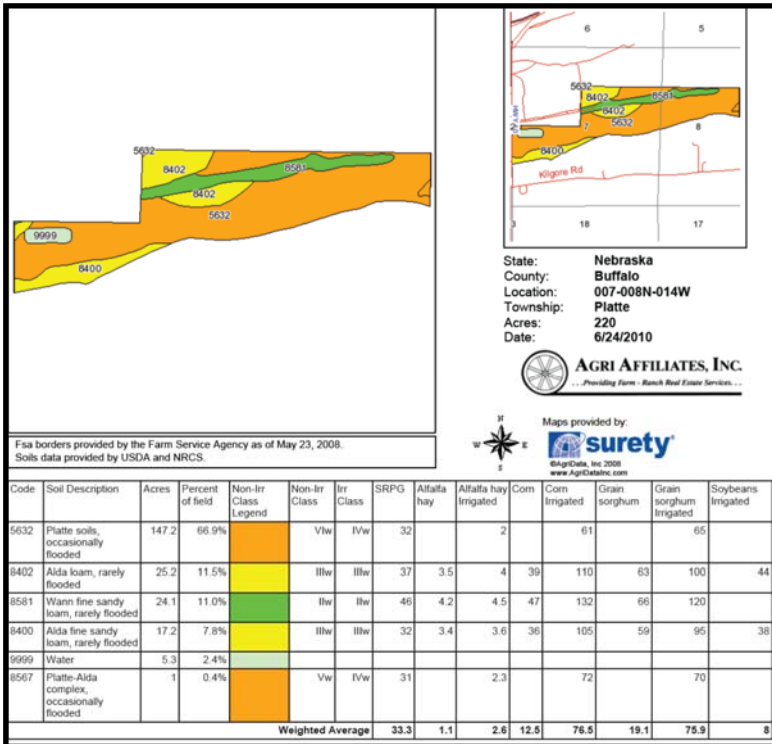 5632
8402
8581
8402
5632
9999
8400
6
5
5632
8402
8581
8402
5632
7
8
8400
Kilgore Rd
18
17
State: Nebraska
County: Buffalo
Location: 007-008N-014W
Township: Platte
Acres: 220
Date: 6/24/2010
AGRI AFFILIATES, INC.
...Providing Farm - Ranch Real Estate Services...
Fsa borders provided by the Farm Service Agency as of May 23, 2008.
Soils data provided by USDA and NRCS.
N
W E
S
Maps provided by:
surety®
©AgriData, Inc 2008
www.AgriDataInc.com
Code Soil Description Acres Percent of field Non-Irr Class Legend Non-Irr Class Irr Class SRPG Alfalfa hay Alfalfa hay Irrigated Corn Corn Irrigated Grain sorghum Grain sorghum Irrigated Soybeans Irrigated
5632 Platte soils, occasionally flooded 147.2 66.9% VIw IVw 32 2 61 65
8402 Alda loam, rarely flooded 25.2 11.5% IIIw IIIw 37 3.5 4 39 110 63 100 44
8581 Wann fine sandy loam, rarely flooded 24.1 11.0% IIw IIw 46 4.2 4.5 47 132 66 120
8400 Alda fine sandy loam, rarely flooded 17.2 7.8% IIIw IIIw 32 3.4 3.6 36 105 59 95 38
9999 Water 5.3 2.4%
8567 Platte-Alda complex, occasionally flooded 1 0.4% Vw IVw 31 2.3 72 70
Weighted Average 33.3 1.1 2.6 12.5 76.5 19.1 75.9 8